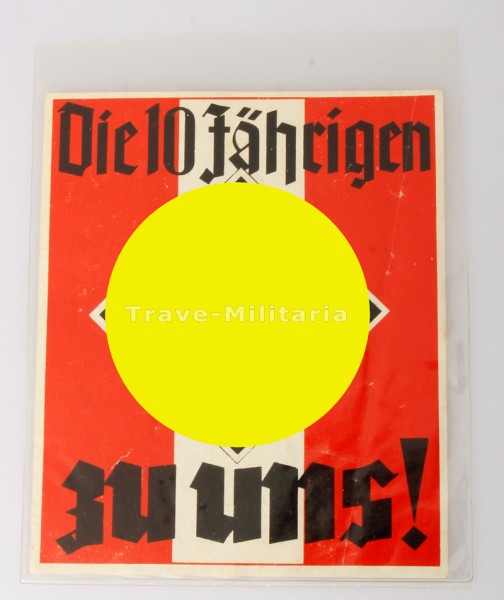 Die 10 Jährigen
Trave-Militaria
zu uns!